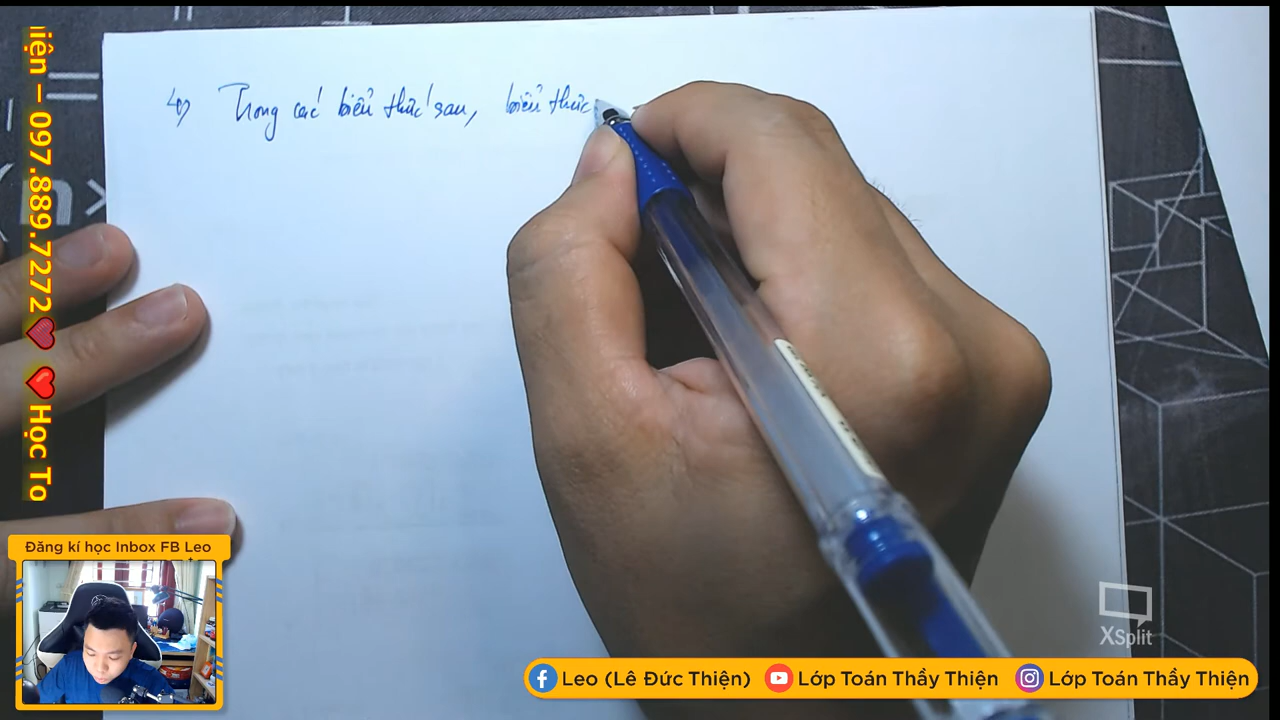 iện – 097.889.7272 ❤️ ❤️ Học To
4) Trong các biểu thức sau, biểu thức
Đăng kí học Inbox FB Leo
XSplit
Leo (Lê Đức Thiện) Lớp Toán Thầy Thiện Lớp Toán Thầy Thiện